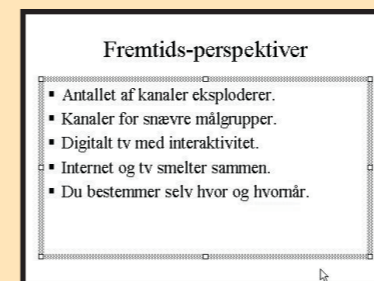 Fremtids-perspektiver
▪ Antallet af kanaler eksploderer.
▪ Kanaler for snævre målgrupper.
▪ Digitalt tv med interaktivitet.
▪ Internet og tv smelter sammen.
▪ Du bestemmer selv hvor og hvornår.